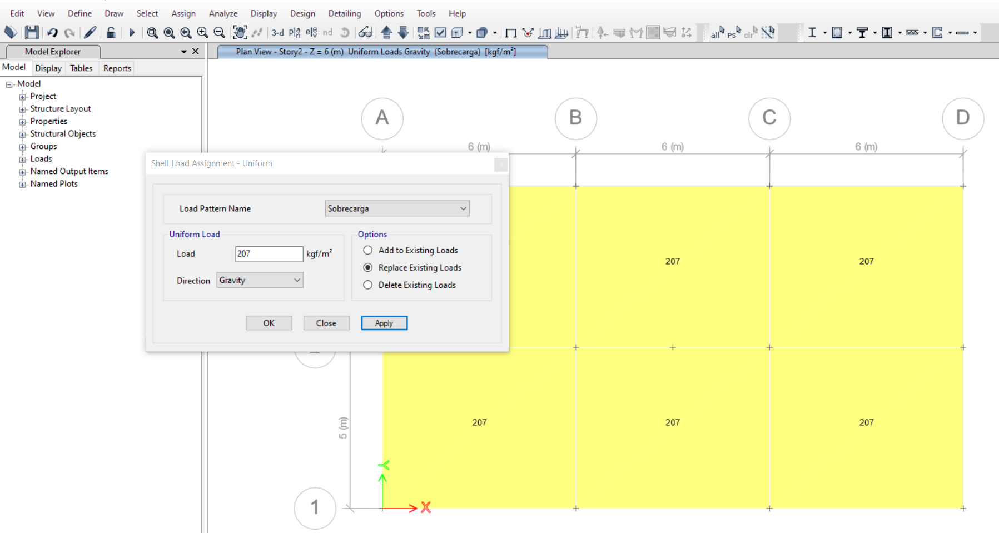 Edit View Define Draw Select Assign Analyze Display Design Detailing Options Tools Help
3-d pl a n el e v nd all ps clr
Model Explorer
Plan View - Story2 - Z = 6 (m) Uniform Loads Gravity (Sobrecarga) [kgf/m²]
Model Display Tables Reports
Model
Project
Structure Layout
Properties
Structural Objects
Groups
Loads
Named Output Items
Named Plots
A B C D
6 (m) 6 (m) 6 (m)
Shell Load Assignment - Uniform
Load Pattern Name Sobrecarga
Uniform Load
Load 207 kgf/m²
Direction Gravity
Options
Add to Existing Loads
Replace Existing Loads
Delete Existing Loads
OK Close Apply
207 207
207 207 207
5 (m)
Y
X
1